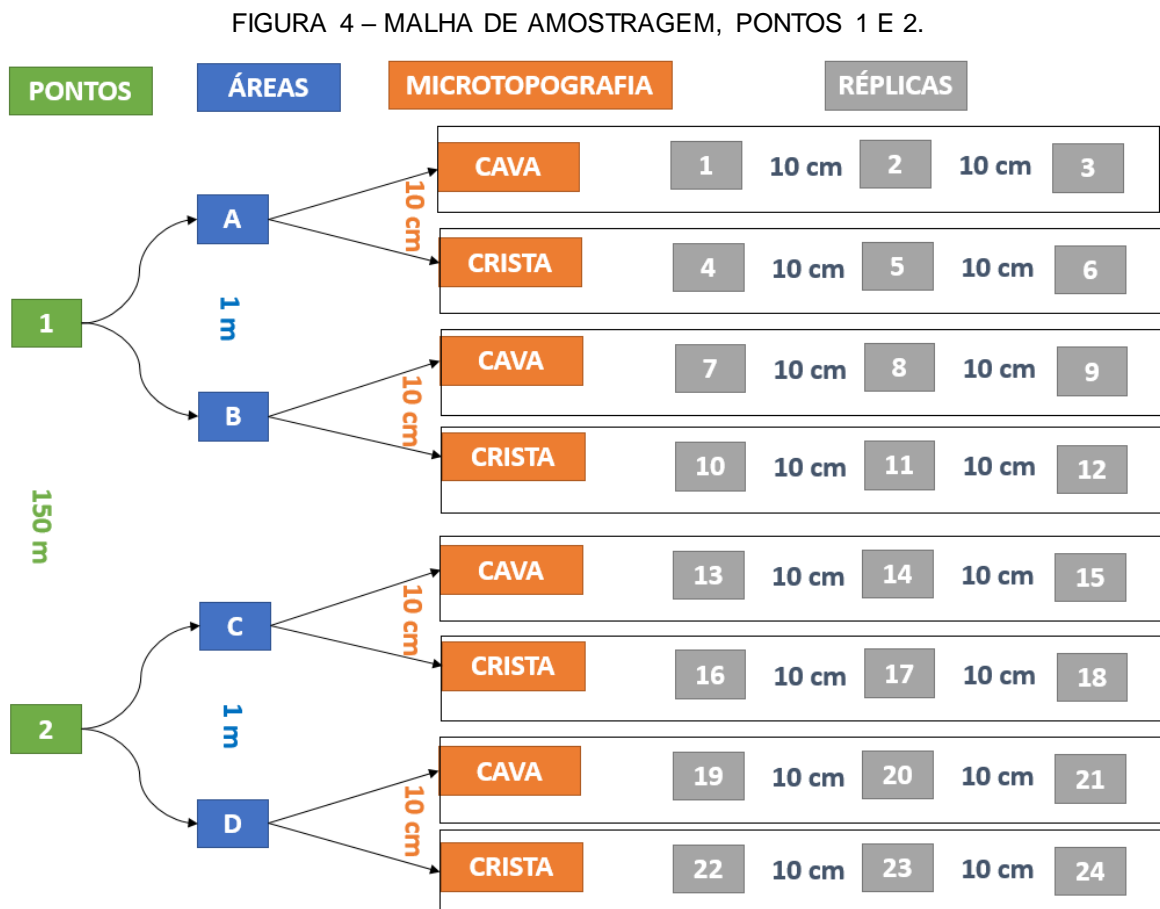 FIGURA 4 – MALHA DE AMOSTRAGEM, PONTOS 1 E 2.
PONTOS ÁREAS MICROTOPOGRAFIA RÉPLICAS
CAVA 1 10 cm 2 10 cm 3
A 10 cm
CRISTA 4 10 cm 5 10 cm 6
1 1 m
CAVA 7 10 cm 8 10 cm 9
B 10 cm
CRISTA 10 10 cm 11 10 cm 12
150 m
CAVA 13 10 cm 14 10 cm 15
C 10 cm
CRISTA 16 10 cm 17 10 cm 18
2 1 m
CAVA 19 10 cm 20 10 cm 21
D 10 cm
CRISTA 22 10 cm 23 10 cm 24